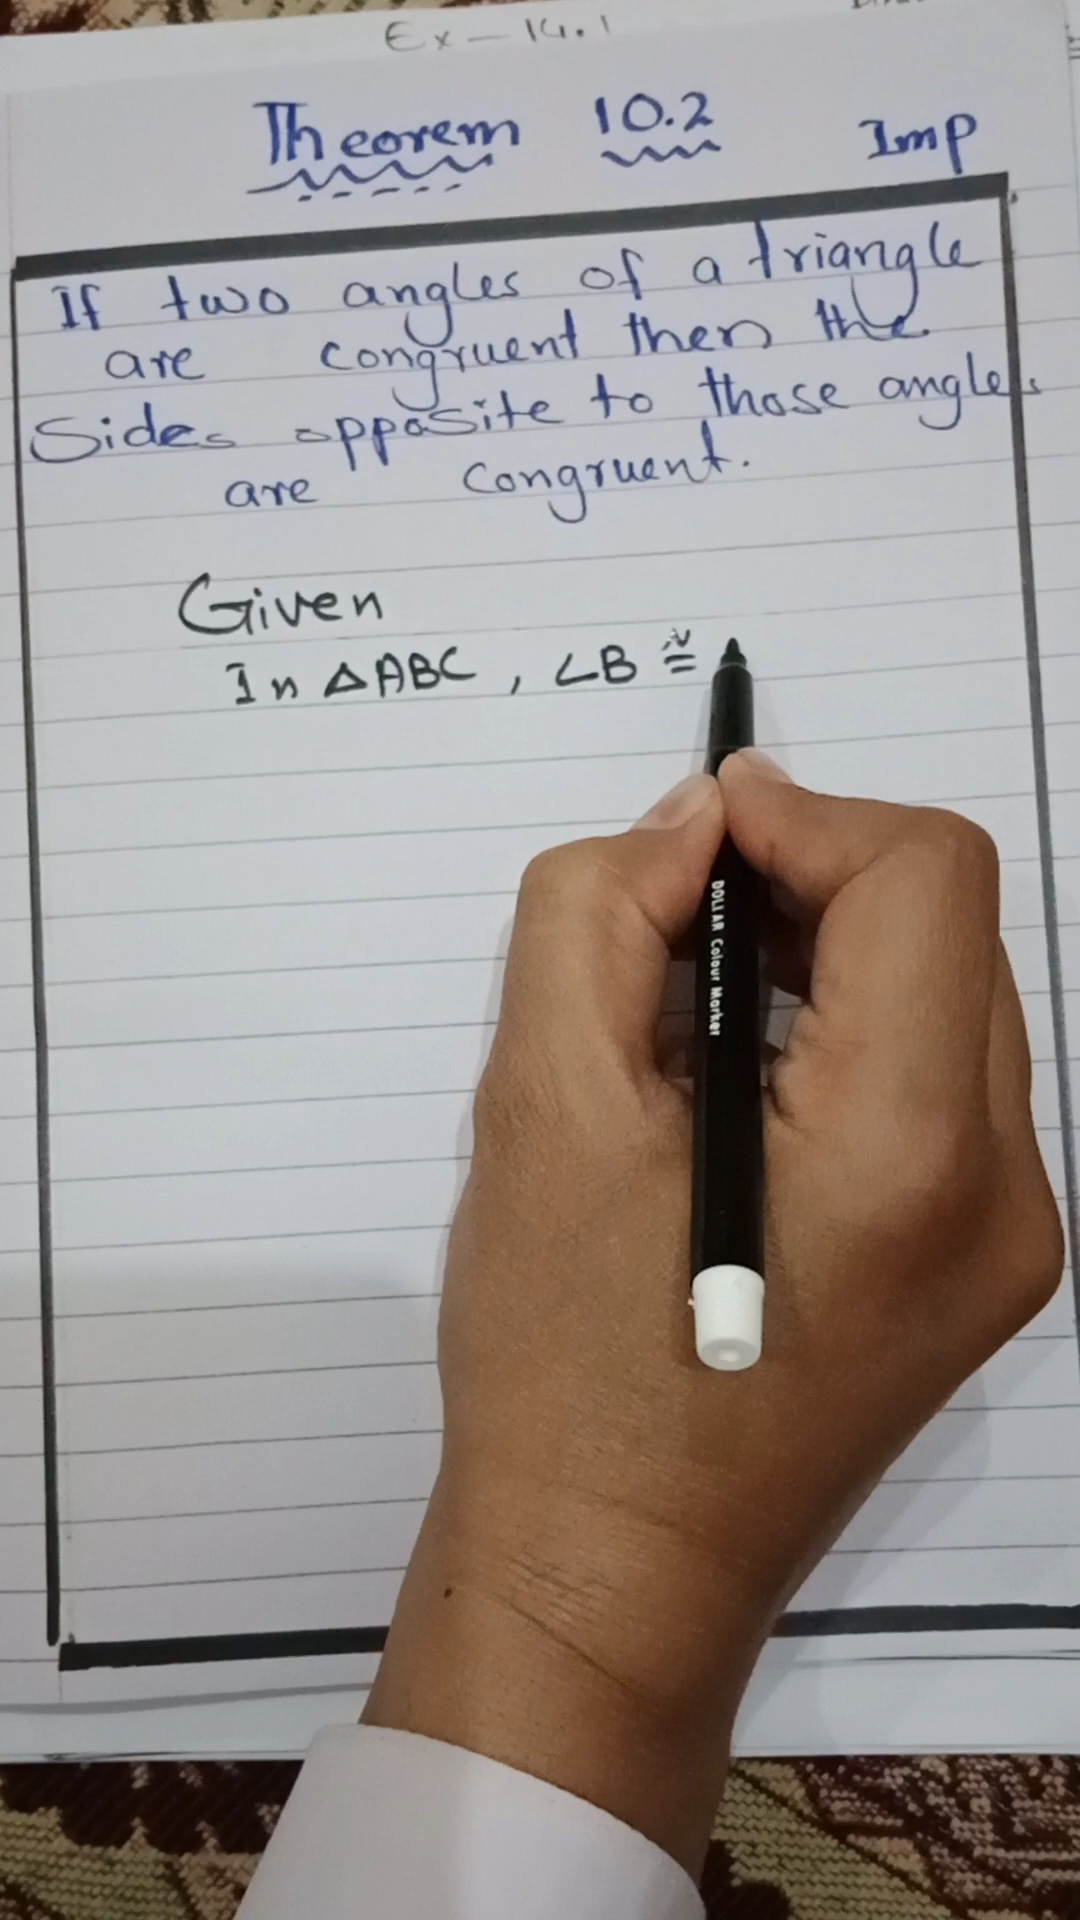 Ex - 14.1
Theorem 10.2 Imp
If two angles of a triangle
are congruent then the
Sides opposite to those angles
are congruent.
Given
In △ABC, ∠B ≅
DOLLAR Colour Marker